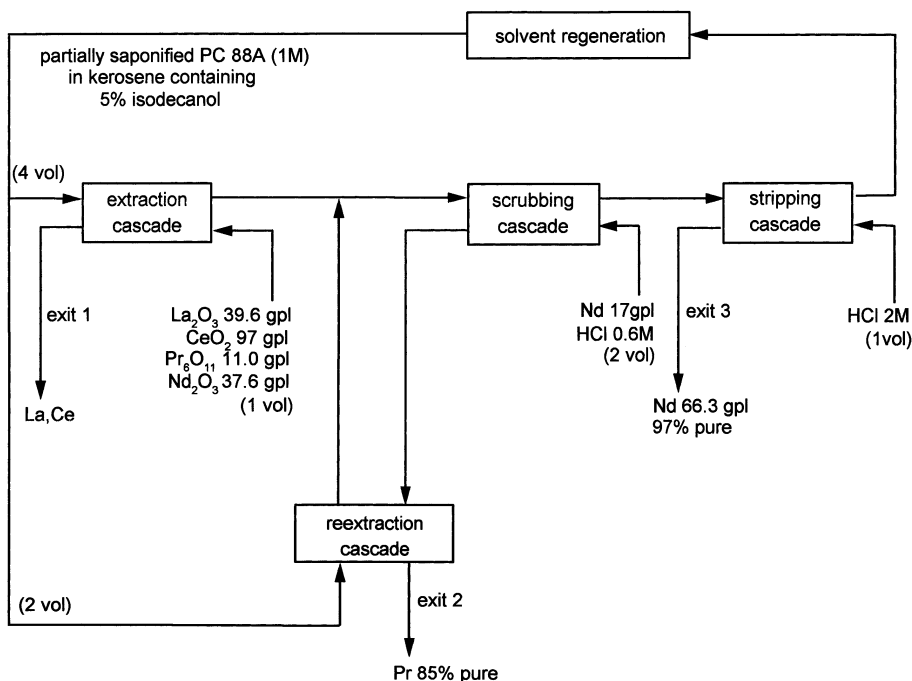 solvent regeneration
partially saponified PC 88A (1M)
in kerosene containing
5% isodecanol
(4 vol)
extraction
cascade
scrubbing
cascade
stripping
cascade
exit 1
La₂O₃ 39.6 gpl
CeO₂ 97 gpl
Pr₆O₁₁ 11.0 gpl
Nd₂O₃ 37.6 gpl
(1 vol)
Nd 17gpl
HCl 0.6M
(2 vol)
exit 3
HCl 2M
(1vol)
La,Ce
Nd 66.3 gpl
97% pure
reextraction
cascade
(2 vol)
exit 2
Pr 85% pure